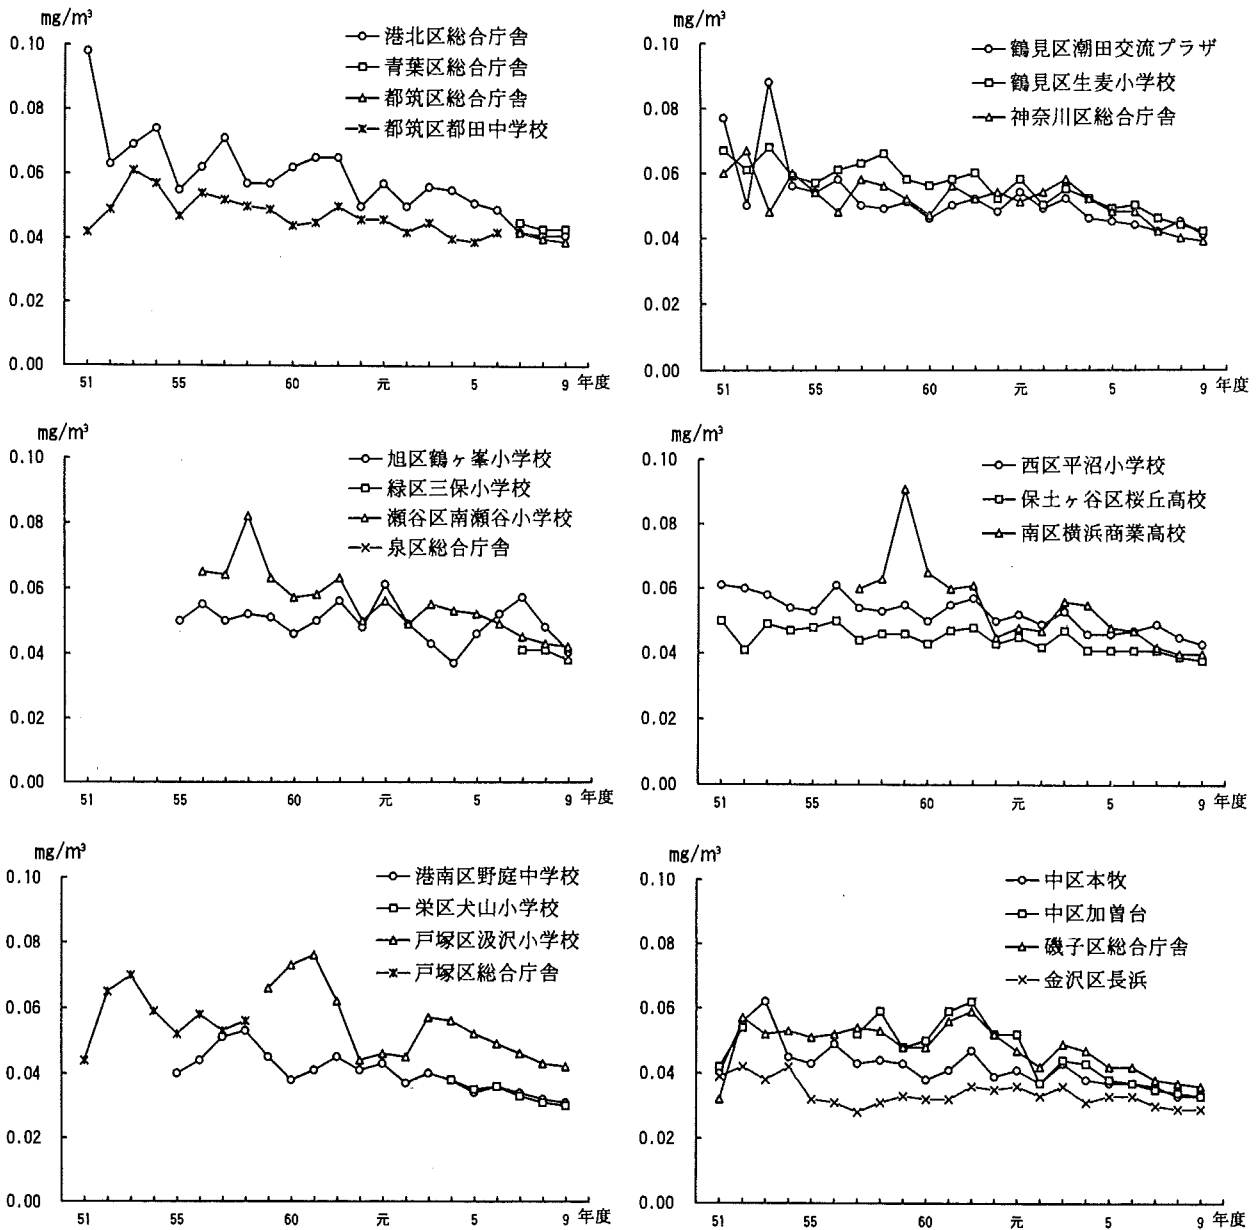 mg/m³
港北区総合庁舎
青葉区総合庁舎
都筑区総合庁舎
都筑区都田中学校
0.10
0.08
0.06
0.04
0.02
0.00
51 55 60 元 5 9 年度
mg/m³
鶴見区潮田交流プラザ
鶴見区生麦小学校
神奈川区総合庁舎
0.10
0.08
0.06
0.04
0.02
0.00
51 55 60 元 5 9 年度
mg/m³
旭区鶴ヶ峯小学校
緑区三保小学校
瀬谷区南瀬谷小学校
泉区総合庁舎
0.10
0.08
0.06
0.04
0.02
0.00
51 55 60 元 5 9 年度
mg/m³
西区平沼小学校
保土ヶ谷区桜丘高校
南区横浜商業高校
0.10
0.08
0.06
0.04
0.02
0.00
51 55 60 元 5 9 年度
mg/m³
港南区野庭中学校
栄区犬山小学校
戸塚区汲沢小学校
戸塚区総合庁舎
0.10
0.08
0.06
0.04
0.02
0.00
51 55 60 元 5 9 年度
mg/m³
中区本牧
中区加曽台
磯子区総合庁舎
金沢区長浜
0.10
0.08
0.06
0.04
0.02
0.00
51 55 60 元 5 9 年度